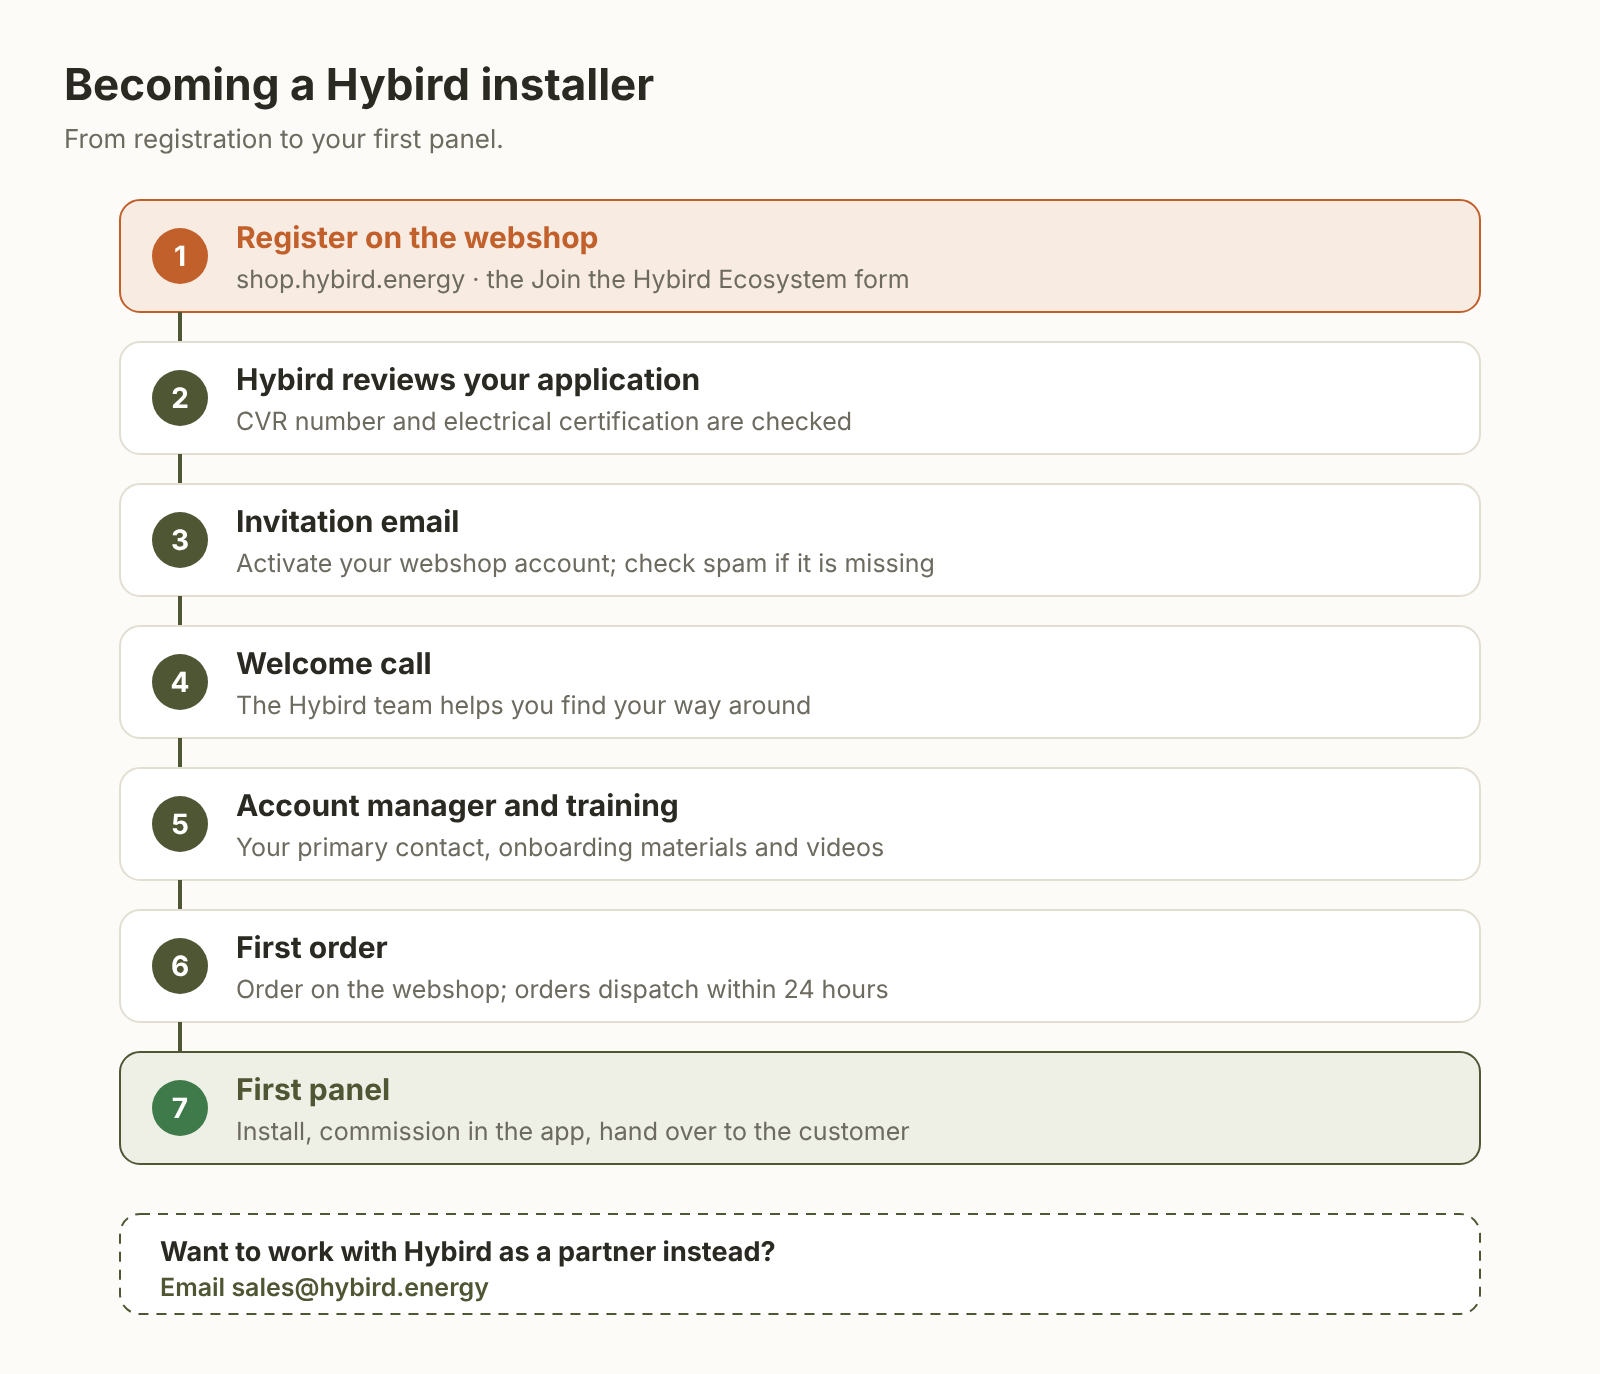 Becoming a Hybird installer
From registration to your first panel.
1
Register on the webshop
shop.hybird.energy · the Join the Hybird Ecosystem form
2
Hybird reviews your application
CVR number and electrical certification are checked
3
Invitation email
Activate your webshop account; check spam if it is missing
4
Welcome call
The Hybird team helps you find your way around
5
Account manager and training
Your primary contact, onboarding materials and videos
6
First order
Order on the webshop; orders dispatch within 24 hours
7
First panel
Install, commission in the app, hand over to the customer
Want to work with Hybird as a partner instead?
Email sales@hybird.energy